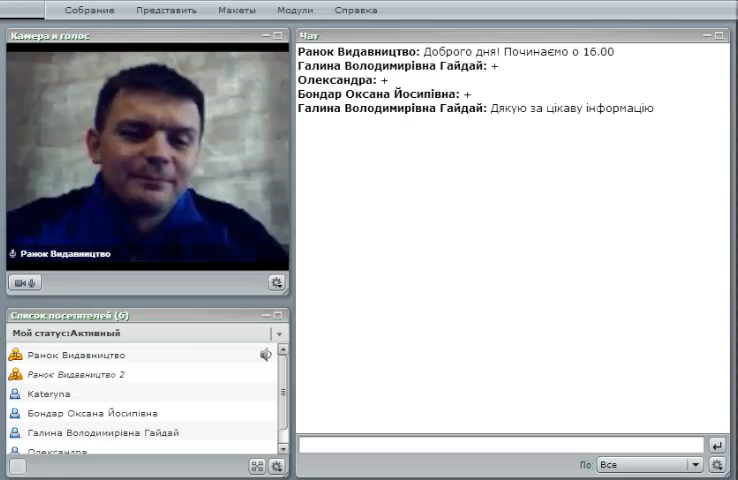 Собрание Представить Макеты Модули Справка
Камера и голос
Ранок Видавництво
Список посетителей (6)
Мой статус:Активный
Ранок Видавництво
Ранок Видавництво 2
Kateryna
Бондар Оксана Йосипівна
Галина Володимирівна Гайдай
Олександра
Чат
Ранок Видавництво: Доброго дня! Починаємо о 16.00
Галина Володимирівна Гайдай: +
Олександра: +
Бондар Оксана Йосипівна: +
Галина Володимирівна Гайдай: Дякую за цікаву інформацію
По: Все